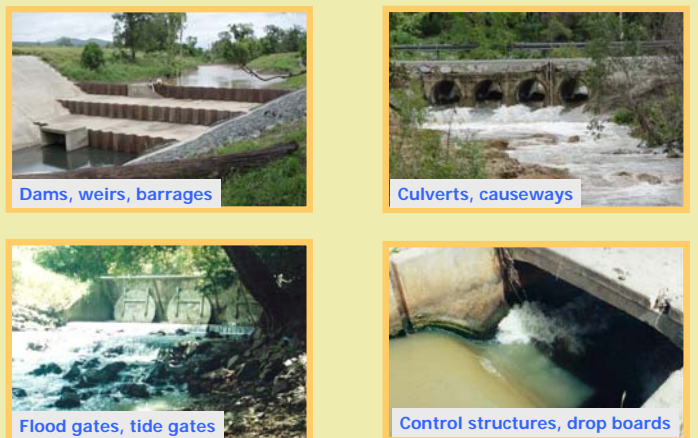 Dams, weirs, barrages
Culverts, causeways
Flood gates, tide gates
Control structures, drop boards